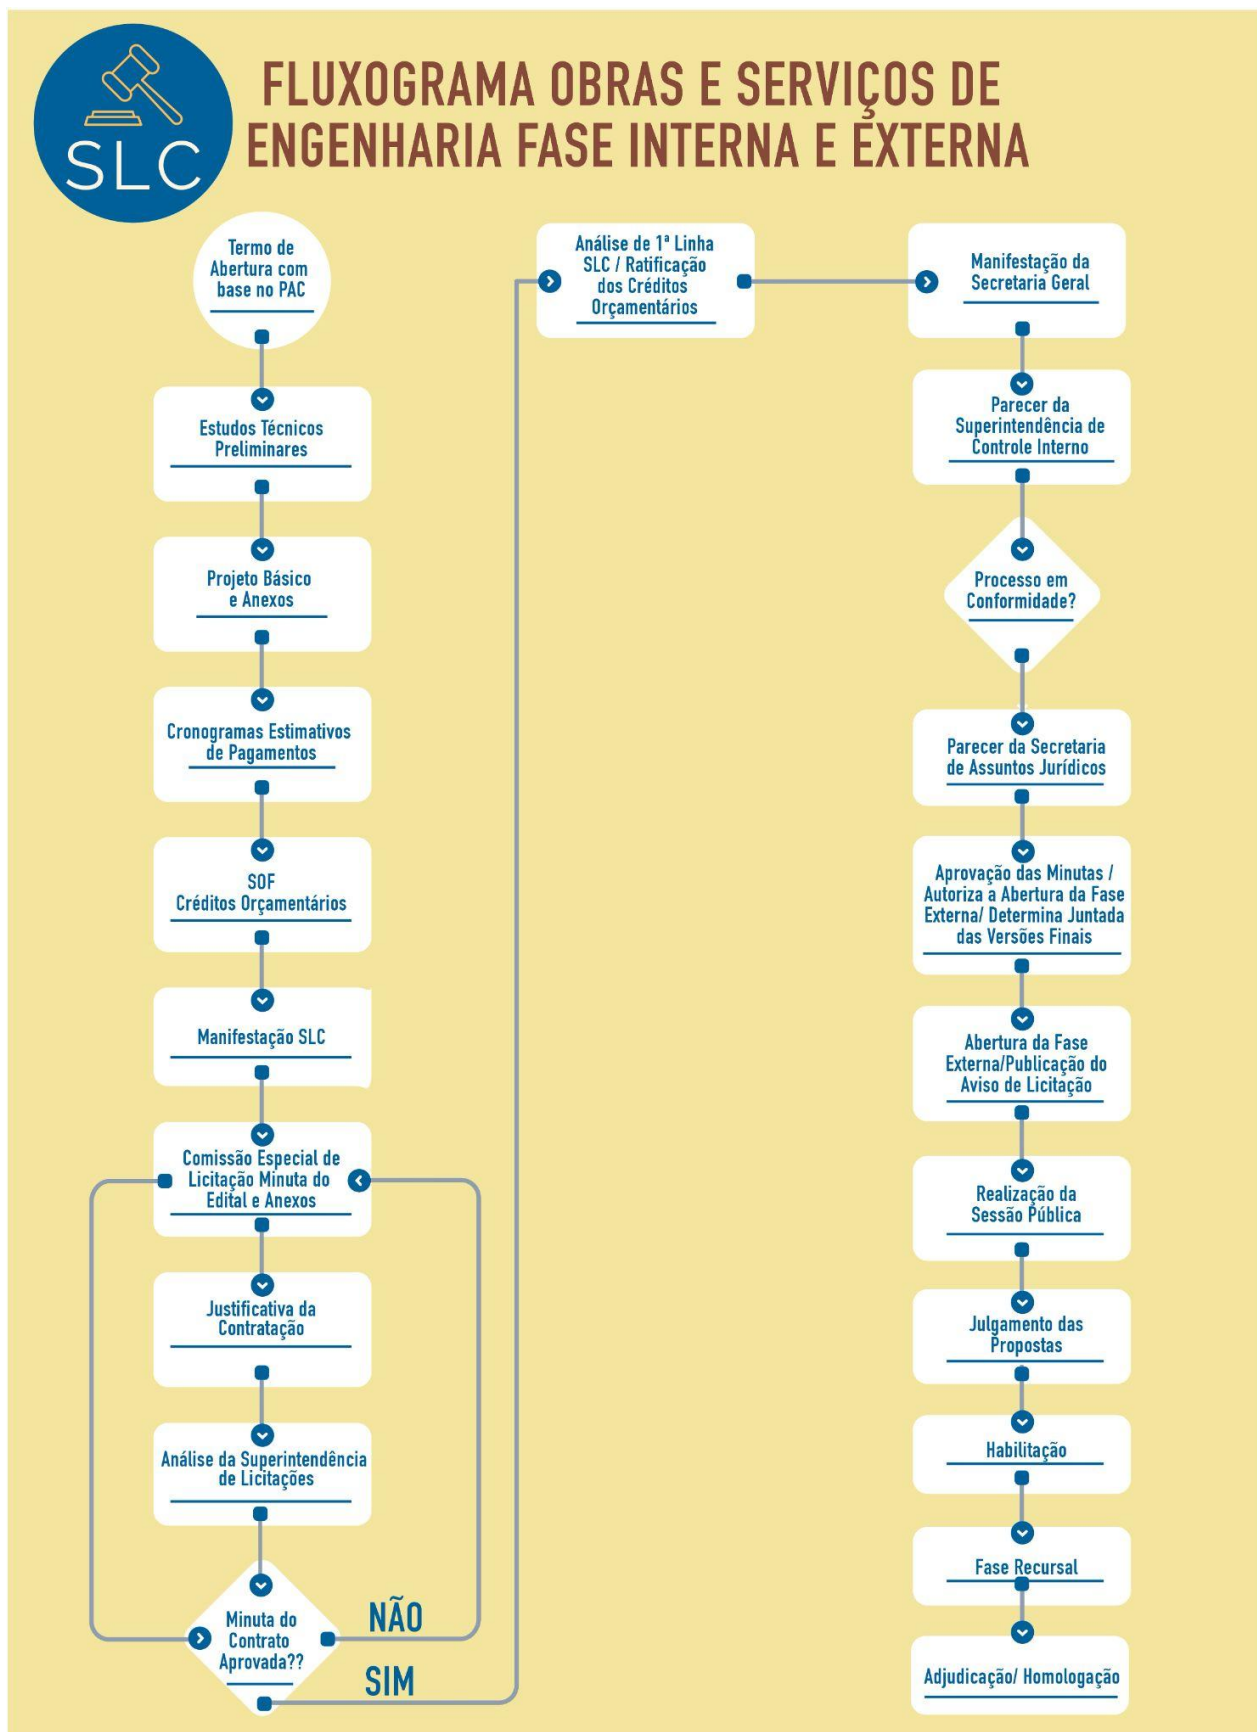 SLC
FLUXOGRAMA OBRAS E SERVIÇOS DE
ENGENHARIA FASE INTERNA E EXTERNA
Termo de
Abertura com
base no PAC
Estudos Técnicos
Preliminares
Projeto Básico
e Anexos
Cronogramas Estimativos
de Pagamentos
SOF
Créditos Orçamentários
Manifestação SLC
Comissão Especial de
Licitação Minuta do
Edital e Anexos
Justificativa da
Contratação
Análise da Superintendência
de Licitações
Minuta do
Contrato
Aprovada??
NÃO
SIM
Análise de 1ª Linha
SLC / Ratificação
dos Créditos
Orçamentários
Manifestação da
Secretaria Geral
Parecer da
Superintendência de
Controle Interno
Processo em
Conformidade?
Parecer da Secretaria
de Assuntos Jurídicos
Aprovação das Minutas /
Autoriza a Abertura da Fase
Externa/ Determina Juntada
das Versões Finais
Abertura da Fase
Externa/Publicação do
Aviso de Licitação
Realização da
Sessão Pública
Julgamento das
Propostas
Habilitação
Fase Recursal
Adjudicação/ Homologação